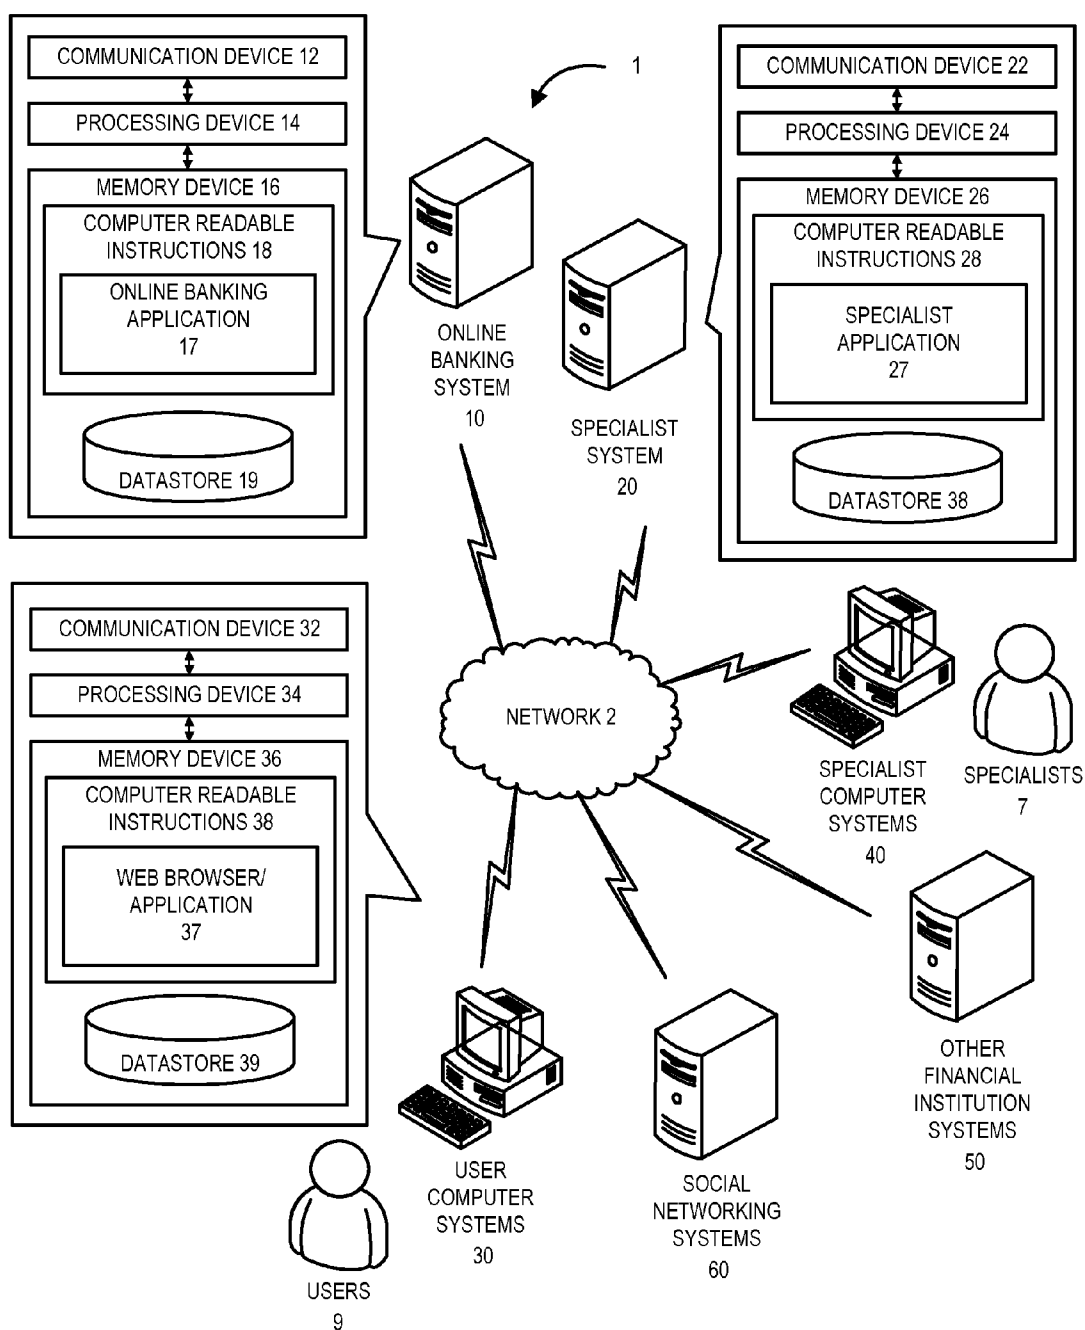 COMMUNICATION DEVICE 12
PROCESSING DEVICE 14
MEMORY DEVICE 16
COMPUTER READABLE
INSTRUCTIONS 18
ONLINE BANKING
APPLICATION
17
DATASTORE 19
1
ONLINE
BANKING
SYSTEM
10
SPECIALIST
SYSTEM
20
COMMUNICATION DEVICE 22
PROCESSING DEVICE 24
MEMORY DEVICE 26
COMPUTER READABLE
INSTRUCTIONS 28
SPECIALIST
APPLICATION
27
DATASTORE 38
COMMUNICATION DEVICE 32
PROCESSING DEVICE 34
MEMORY DEVICE 36
COMPUTER READABLE
INSTRUCTIONS 38
WEB BROWSER/
APPLICATION
37
DATASTORE 39
NETWORK 2
SPECIALIST
COMPUTER
SYSTEMS
40
SPECIALISTS
7
OTHER
FINANCIAL
INSTITUTION
SYSTEMS
50
USER
COMPUTER
SYSTEMS
30
SOCIAL
NETWORKING
SYSTEMS
60
USERS
9